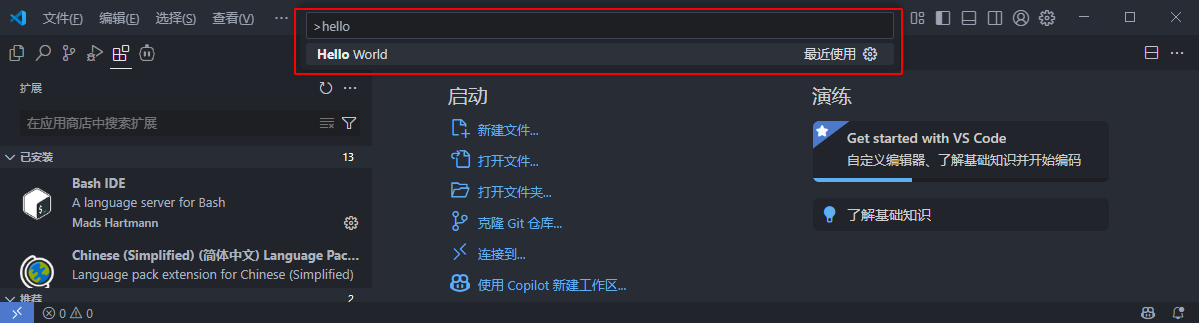 文件(F) 编辑(E) 选择(S) 查看(V) ···
>hello
Hello World 最近使用
扩展 ···
在应用商店中搜索扩展
已安装 13
Bash IDE
A language server for Bash
Mads Hartmann
Chinese (Simplified) (简体中文) Language Pac...
Language pack extension for Chinese (Simplified)
推荐 2
启动
新建文件...
打开文件...
打开文件夹...
克隆 Git 仓库...
连接到...
使用 Copilot 新建工作区...
演练
Get started with VS Code
自定义编辑器、了解基础知识并开始编码
了解基础知识
0 0